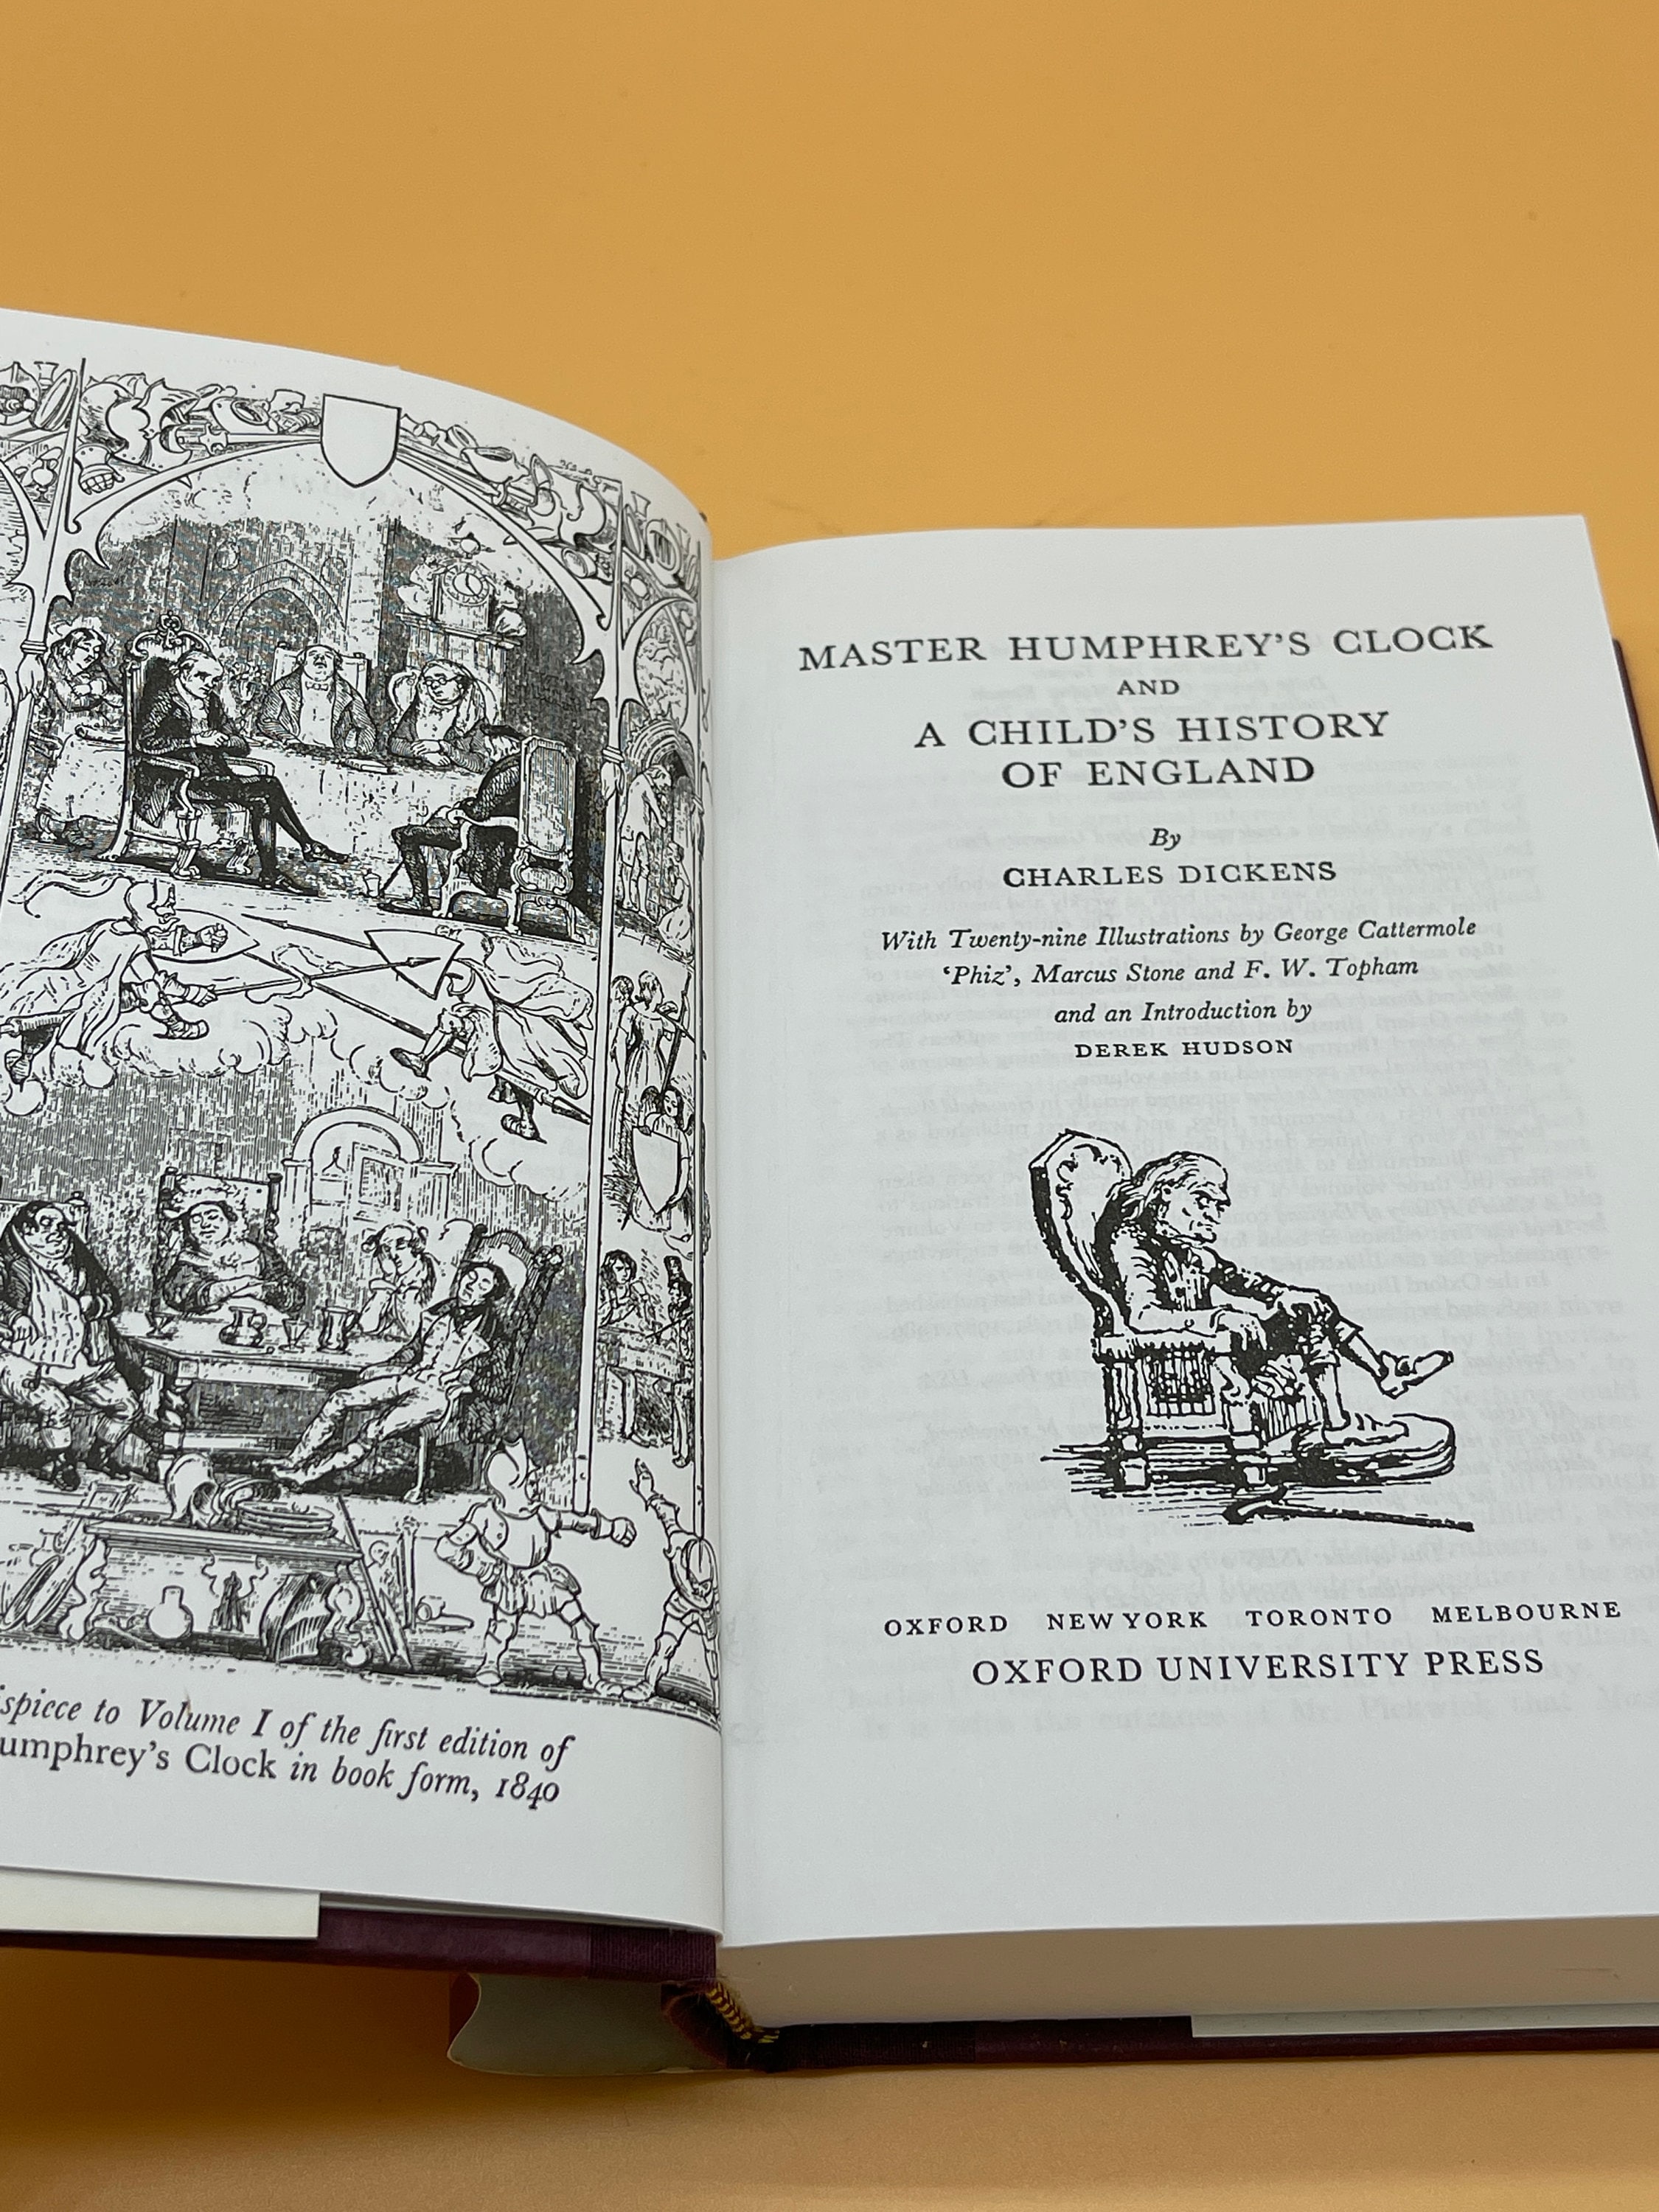 spiece to Volume I of the first edition of
umphrey's Clock in book form, 1840
MASTER HUMPHREY'S CLOCK
AND
A CHILD'S HISTORY
OF ENGLAND
By
CHARLES DICKENS
With Twenty-nine Illustrations by George Cattermole
‘Phiz’, Marcus Stone and F. W. Topham
and an Introduction by
DEREK HUDSON
OXFORD NEW YORK TORONTO MELBOURNE
OXFORD UNIVERSITY PRESS